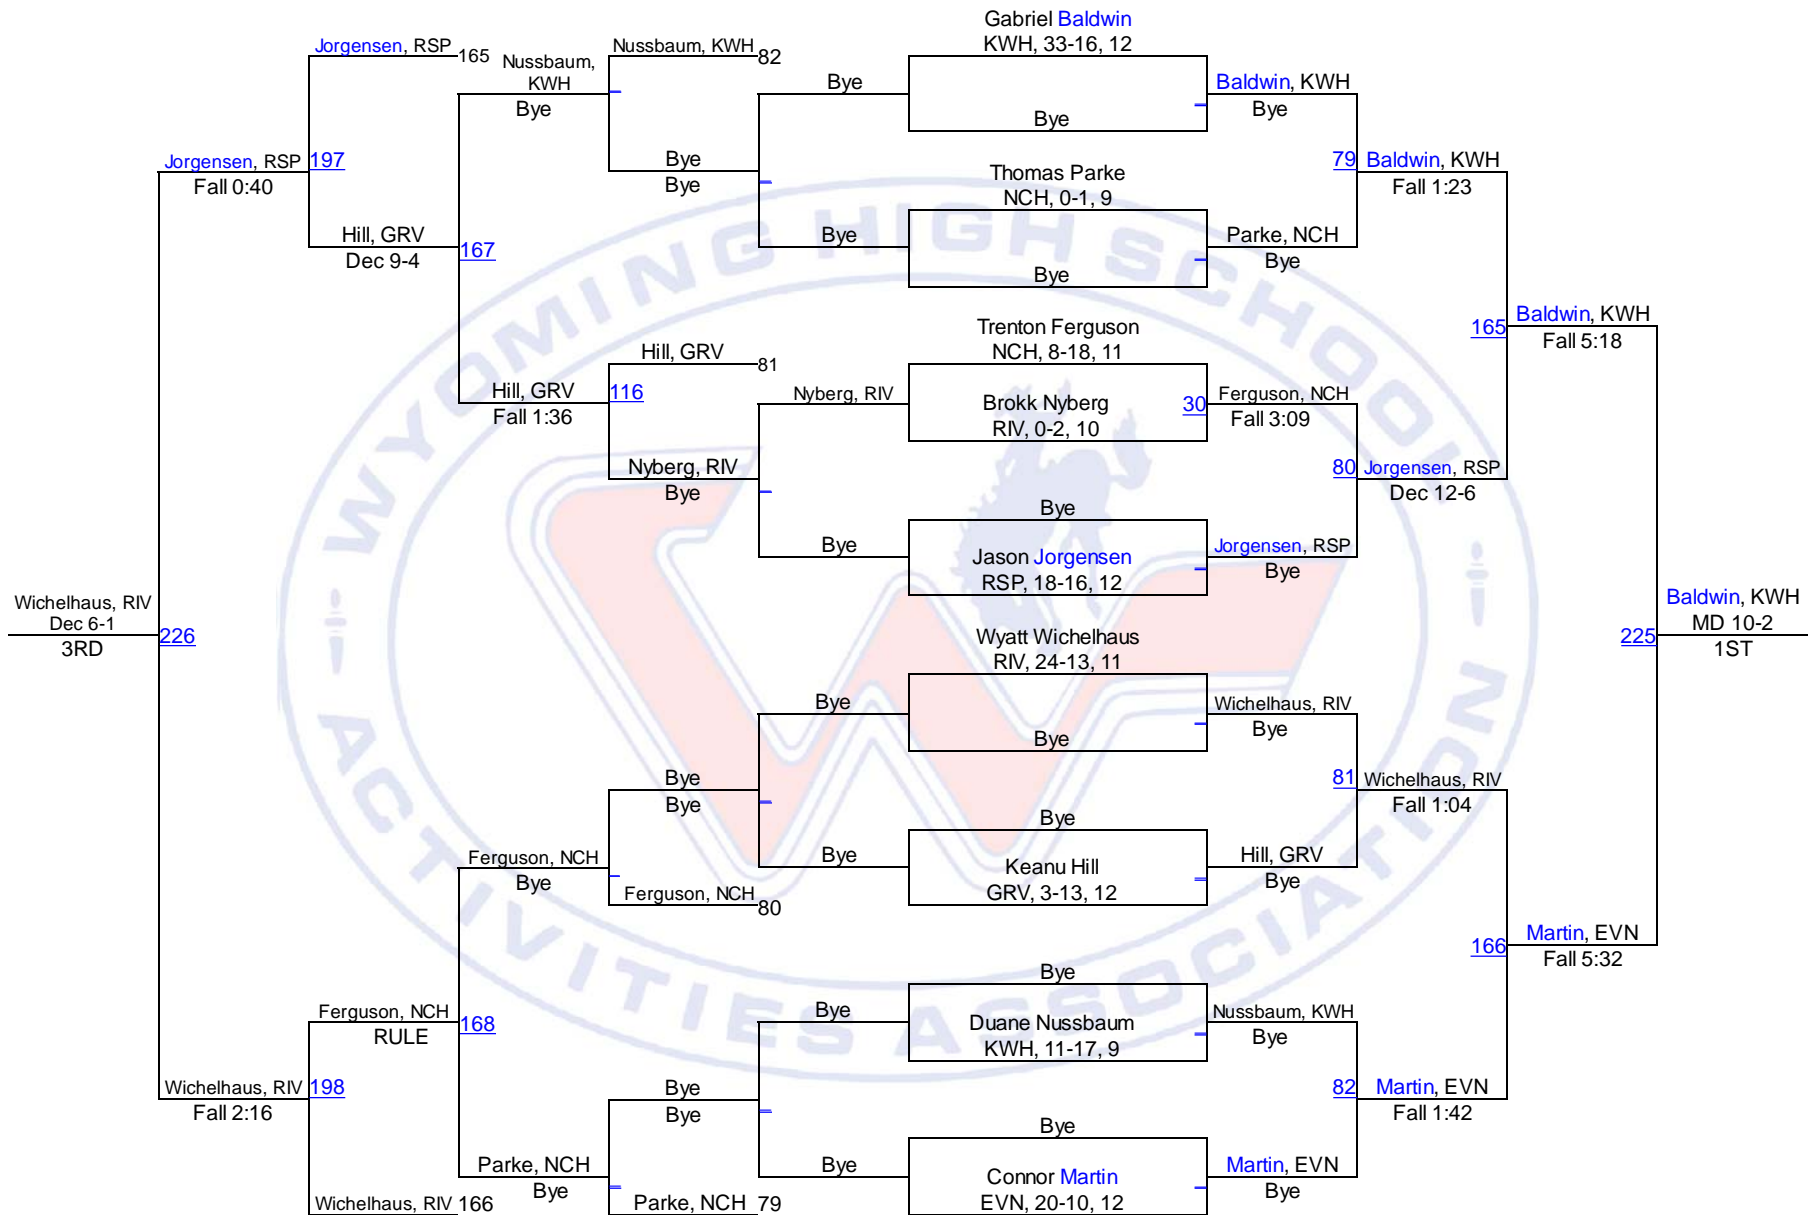 Gabriel Baldwin
KWH, 33-16, 12
Jorgensen, RSP 165
Nussbaum, KWH
Bye
Nussbaum, KWH 82
Bye
Bye
Baldwin, KWH
Bye
Jorgensen, RSP
Fall 0:40
197
Bye
Bye
Thomas Parke
NCH, 0-1, 9
79
Baldwin, KWH
Fall 1:23
Hill, GRV
Dec 9-4
167
Bye
Bye
Parke, NCH
Bye
Trenton Ferguson
NCH, 8-18, 11
165
Baldwin, KWH
Fall 5:18
Hill, GRV
81
Hill, GRV
Fall 1:36
116
Nyberg, RIV
Brokk Nyberg
RIV, 0-2, 10
30
Ferguson, NCH
Fall 3:09
Nyberg, RIV
Bye
80
Jorgensen, RSP
Dec 12-6
Bye
Bye
Jason Jorgensen
RSP, 18-16, 12
Jorgensen, RSP
Bye
Wichelhaus, RIV
Dec 6-1
3RD
226
Wyatt Wichelhaus
RIV, 24-13, 11
225
Baldwin, KWH
MD 10-2
1ST
Bye
Bye
Wichelhaus, RIV
Bye
Bye
Bye
81
Wichelhaus, RIV
Fall 1:04
Ferguson, NCH
Bye
Bye
Bye
Keanu Hill
GRV, 3-13, 12
Hill, GRV
Bye
Ferguson, NCH
80
166
Martin, EVN
Fall 5:32
Ferguson, NCH
RULE
168
Bye
Bye
Duane Nussbaum
KWH, 11-17, 9
Nussbaum, KWH
Bye
Wichelhaus, RIV
Fall 2:16
198
Bye
Bye
82
Martin, EVN
Fall 1:42
Parke, NCH
Bye
Bye
Bye
Connor Martin
EVN, 20-10, 12
Martin, EVN
Bye
Wichelhaus, RIV 166
Parke, NCH 79
WYOMING HIGH SCHOOL
ACTIVITIES ASSOCIATION
W